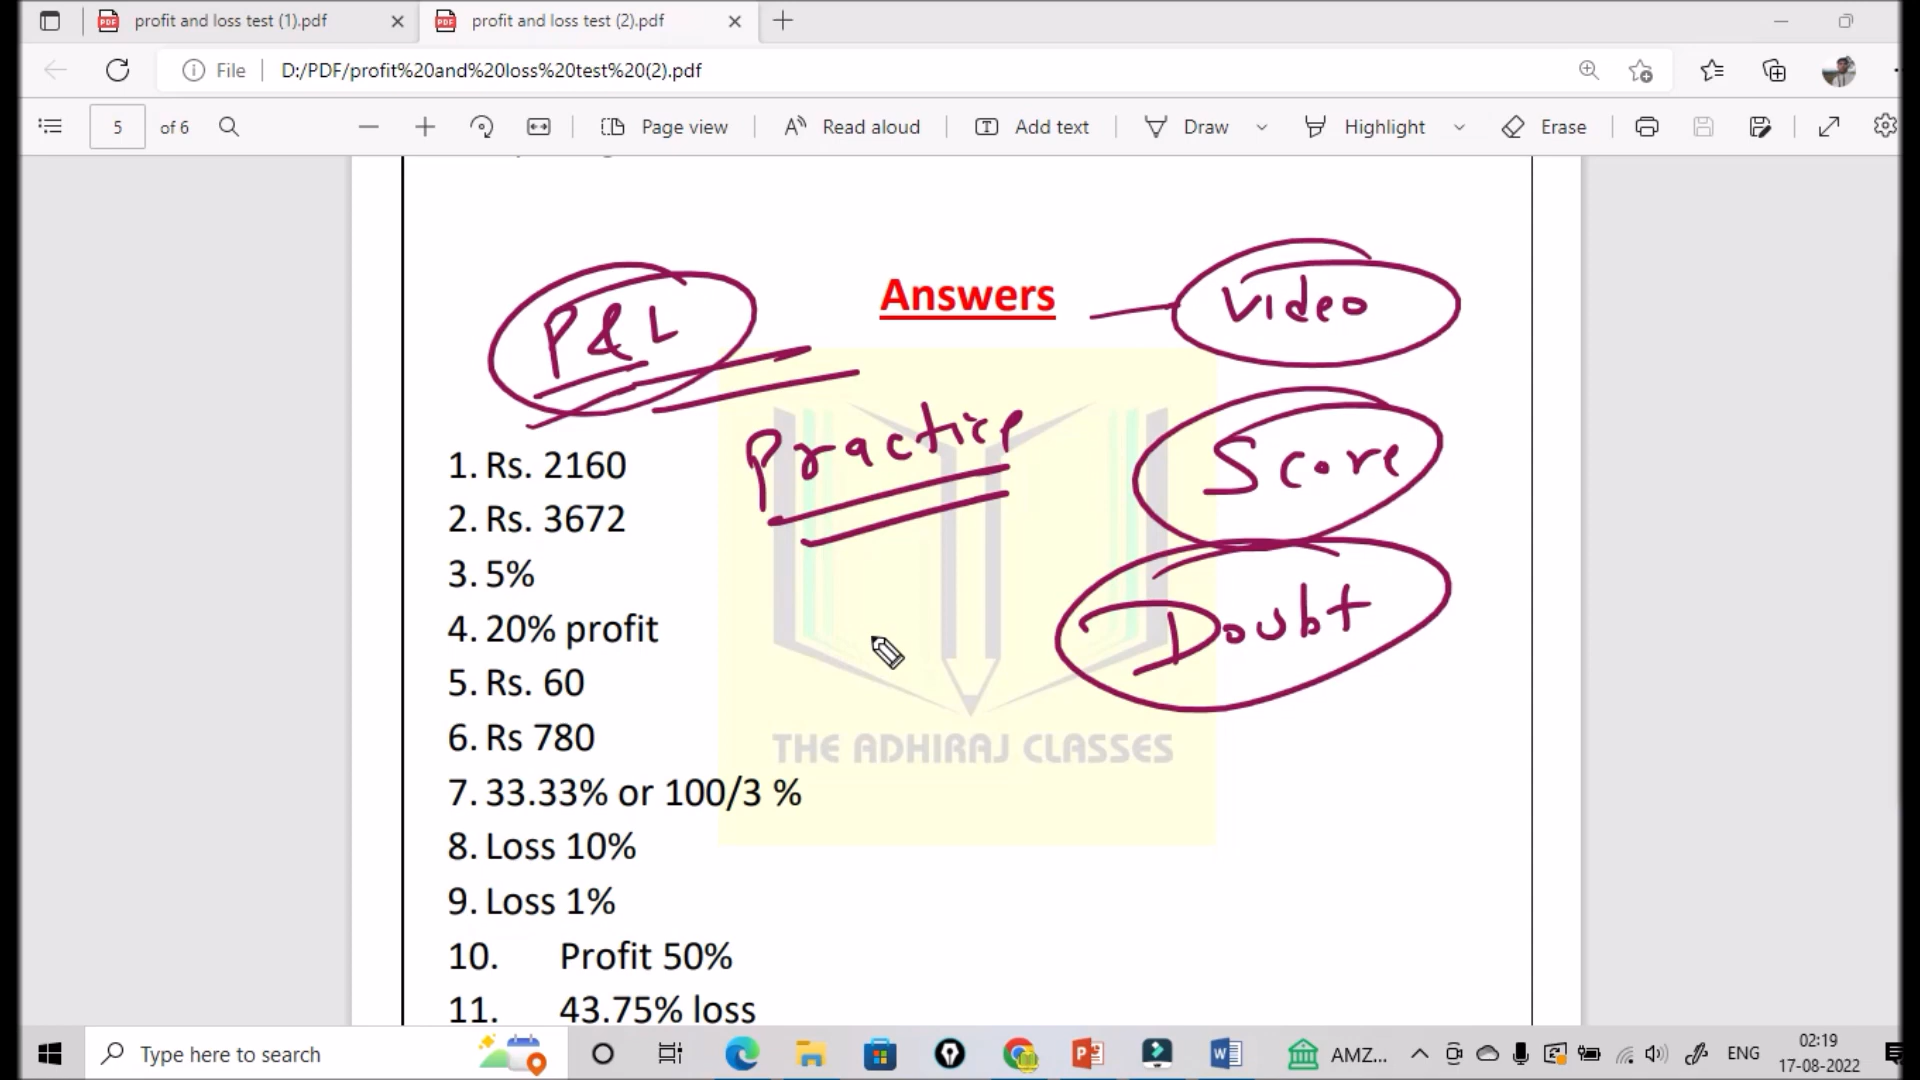 profit and loss test (1).pdf
profit and loss test (2).pdf
File
D:/PDF/profit%20and%20loss%20test%20(2).pdf
5 of 6
Page view
Read aloud
Add text
Draw
Highlight
Erase
Answers
Video
P&L
Practice
Score
Doubt
1. Rs. 2160
2. Rs. 3672
3. 5%
4. 20% profit
5. Rs. 60
6. Rs 780
7. 33.33% or 100/3 %
8. Loss 10%
9. Loss 1%
10. Profit 50%
11. 43.75% loss
THE ADHIRAJ CLASSES
Type here to search
AMZ...
ENG
02:19
17-08-2022